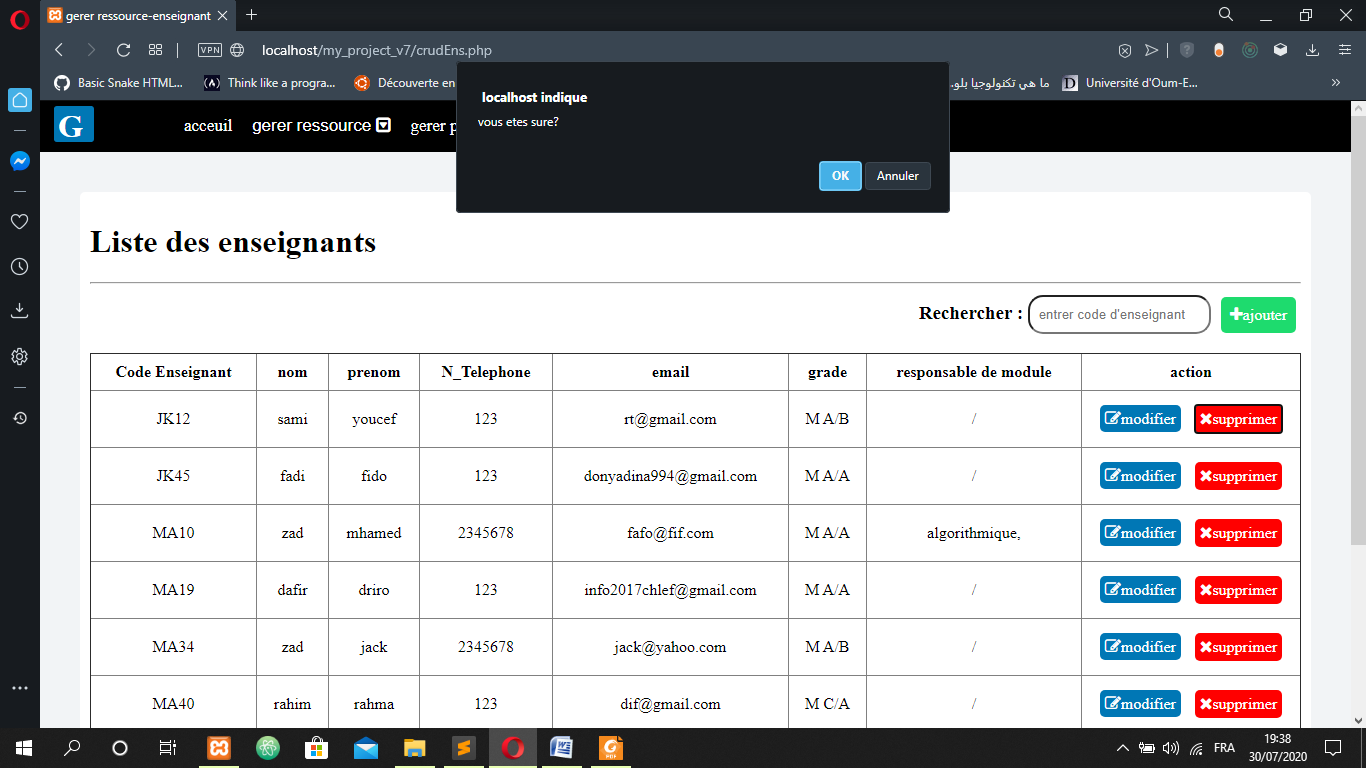 gerer ressource-enseignant
VPN localhost/my_project_v7/crudEns.php
Basic Snake HTML... (A) Think like a progra... Découverte en ما هي تكنولوجيا بلو... D Université d'Oum-E... »
localhost indique
vous etes sure?
OK Annuler
G acceuil gerer ressource gerer p
Liste des enseignants
Rechercher : entrer code d'enseignant ajouter
Code Enseignant nom prenom N_Telephone email grade responsable de module action
JK12 sami youcef 123 rt@gmail.com M A/B / modifier supprimer
JK45 fadi fido 123 donyadina994@gmail.com M A/A / modifier supprimer
MA10 zad mhamed 2345678 fafo@fif.com M A/A algorithmique, modifier supprimer
MA19 dafir driro 123 info2017chlef@gmail.com M A/A / modifier supprimer
MA34 zad jack 2345678 jack@yahoo.com M A/B / modifier supprimer
MA40 rahim rahma 123 dif@gmail.com M C/A / modifier supprimer
FRA 19:38
30/07/2020